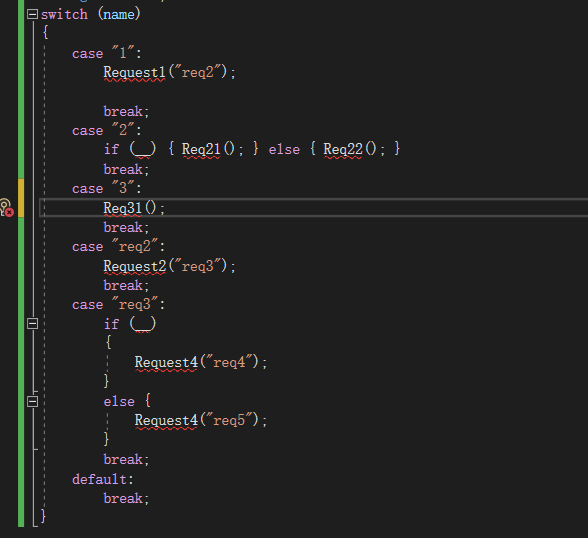 switch (name)
{
case "1":
Request1("req2");
break;
case "2":
if (__) { Req21(); } else { Req22(); }
break;
case "3":
Req31();
break;
case "req2":
Request2("req3");
break;
case "req3":
if (__)
{
Request4("req4");
}
else {
Request4("req5");
}
break;
default:
break;
}